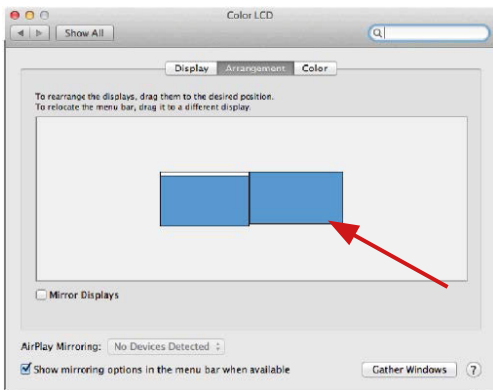 Color LCD
Show All
Display Arrangement Color
To rearrange the displays, drag them to the desired position.
To relocate the menu bar, drag it to a different display.
Mirror Displays
AirPlay Mirroring: No Devices Detected
Show mirroring options in the menu bar when available
Gather Windows ?